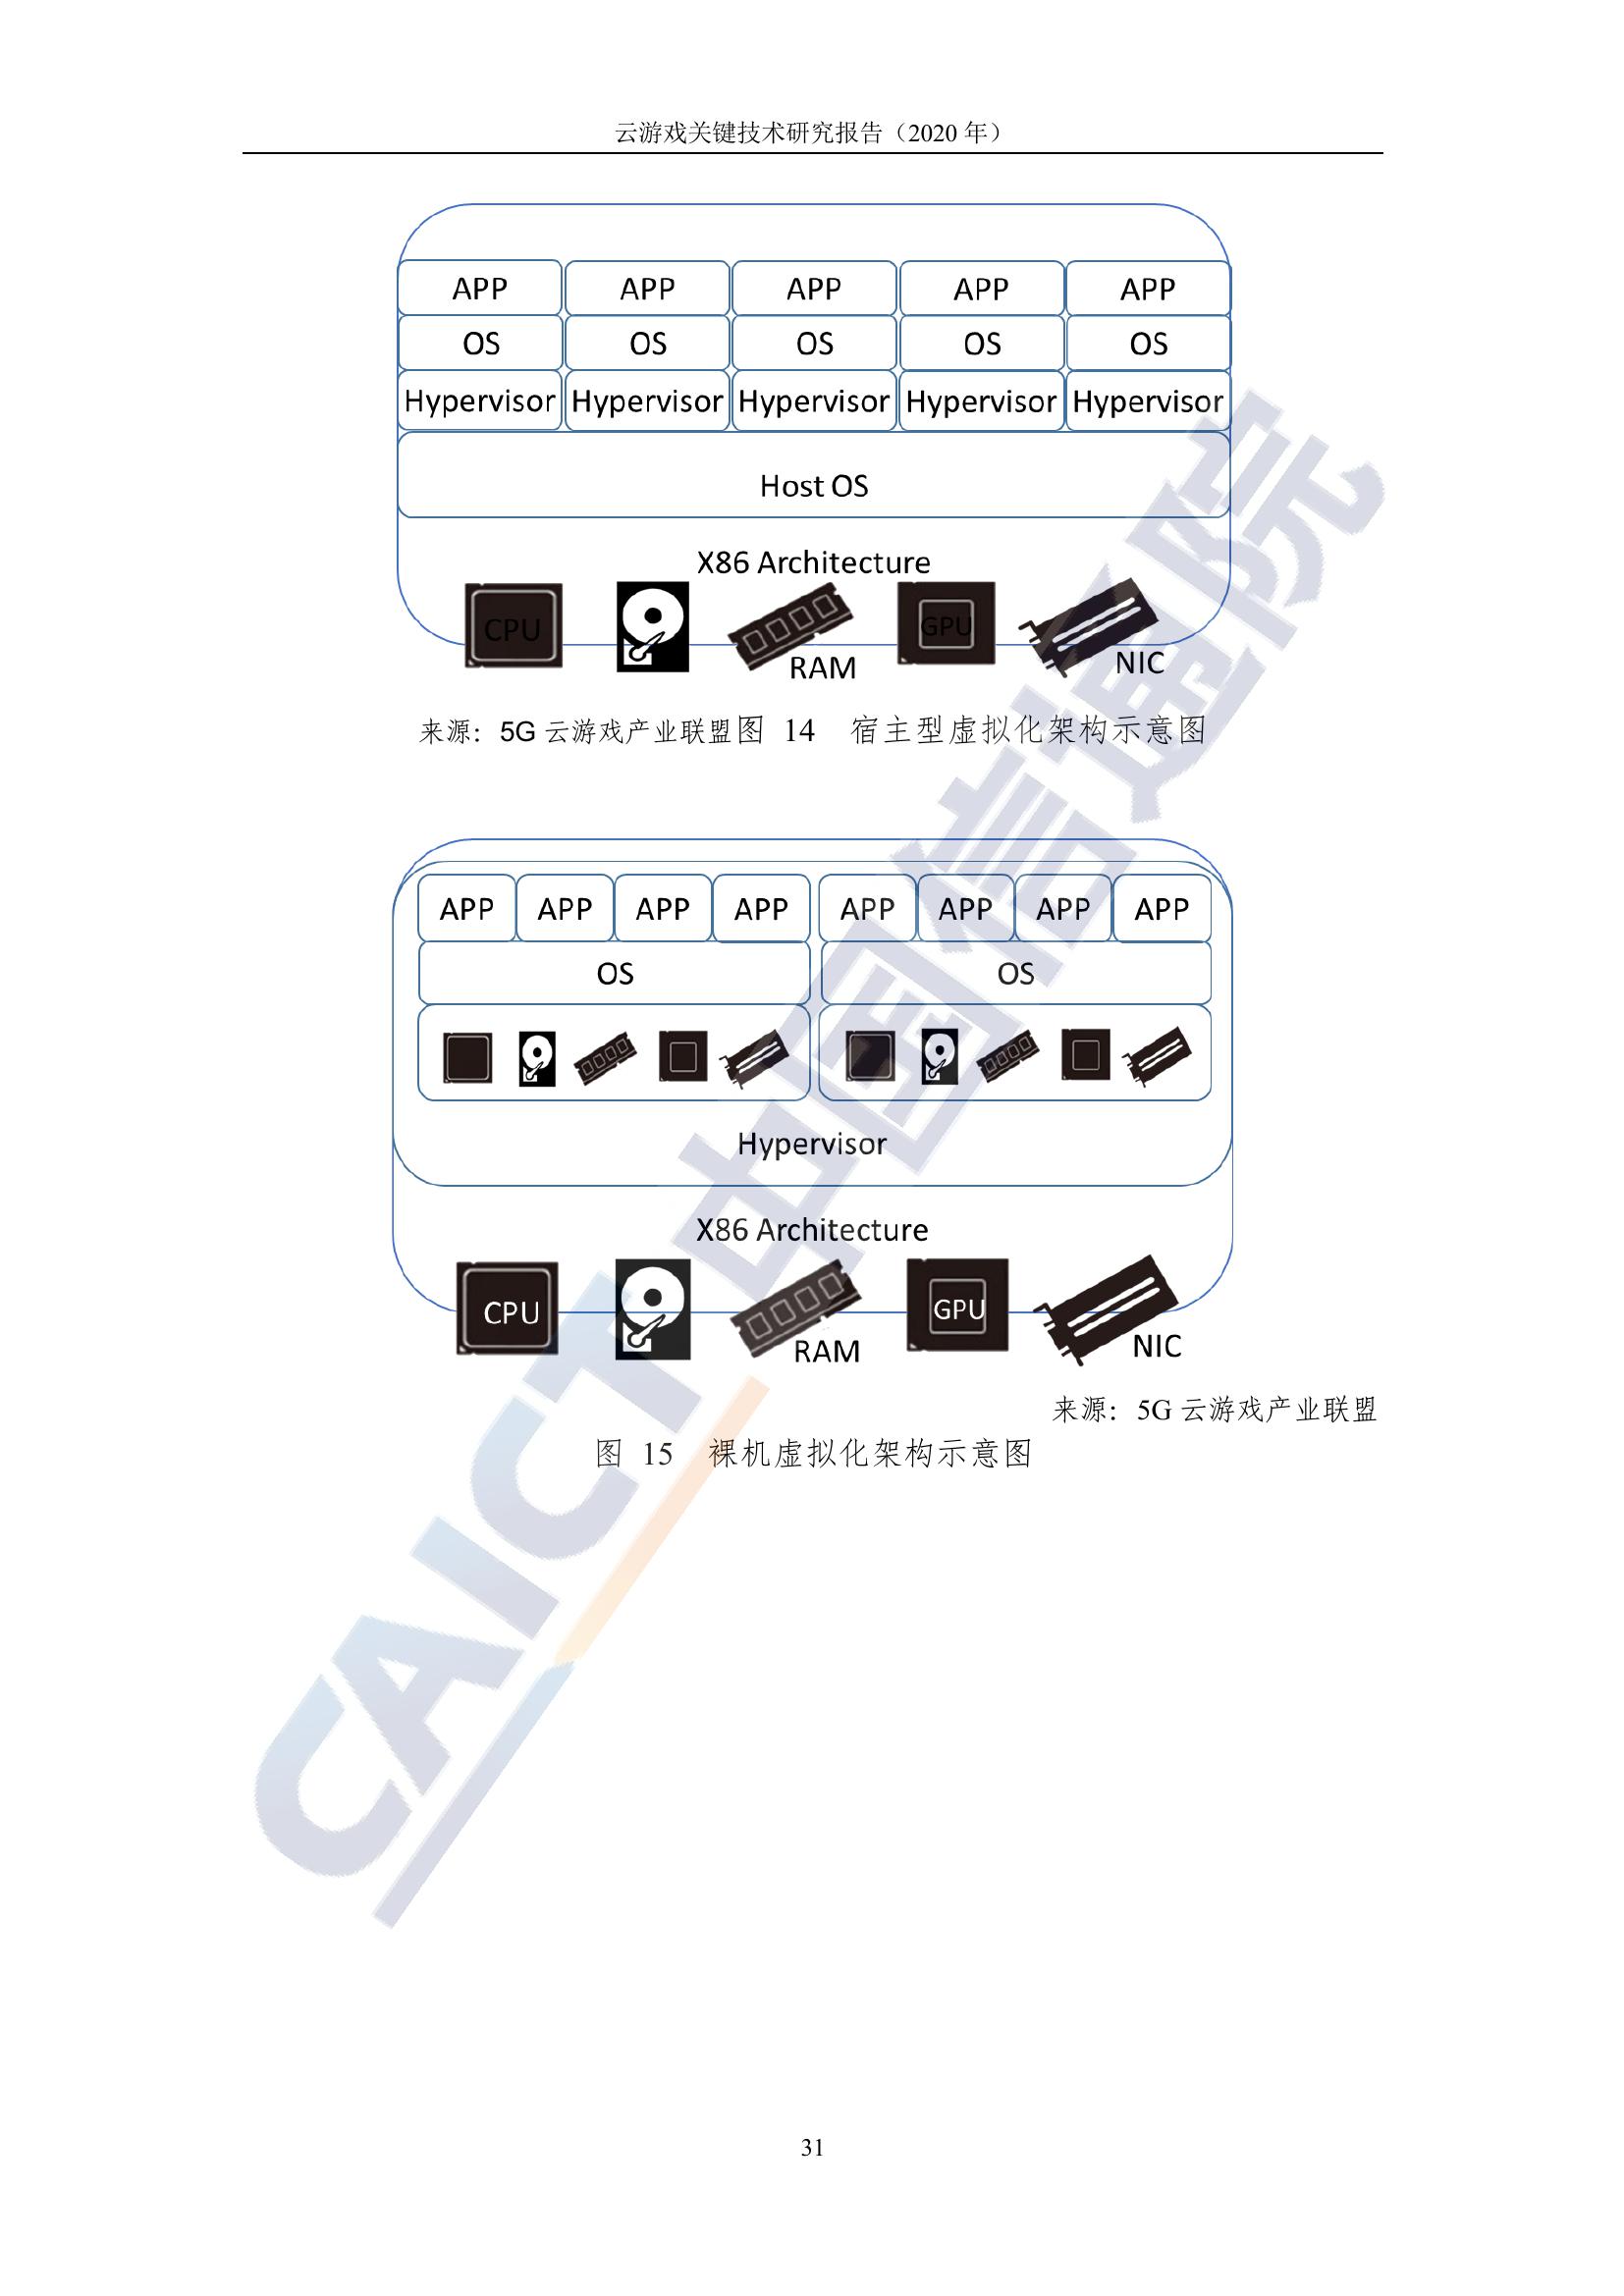 云游戏关键技术研究报告（2020 年）
APP APP APP APP APP
OS OS OS OS OS
Hypervisor Hypervisor Hypervisor Hypervisor Hypervisor
Host OS
X86 Architecture
CPU GPU
RAM NIC
来源：5G 云游戏产业联盟图 14 宿主型虚拟化架构示意图
APP APP APP APP APP APP APP APP
OS OS
Hypervisor
X86 Architecture
CPU GPU
RAM NIC
来源：5G 云游戏产业联盟
图 15 裸机虚拟化架构示意图
CAICT 中国信通院
31